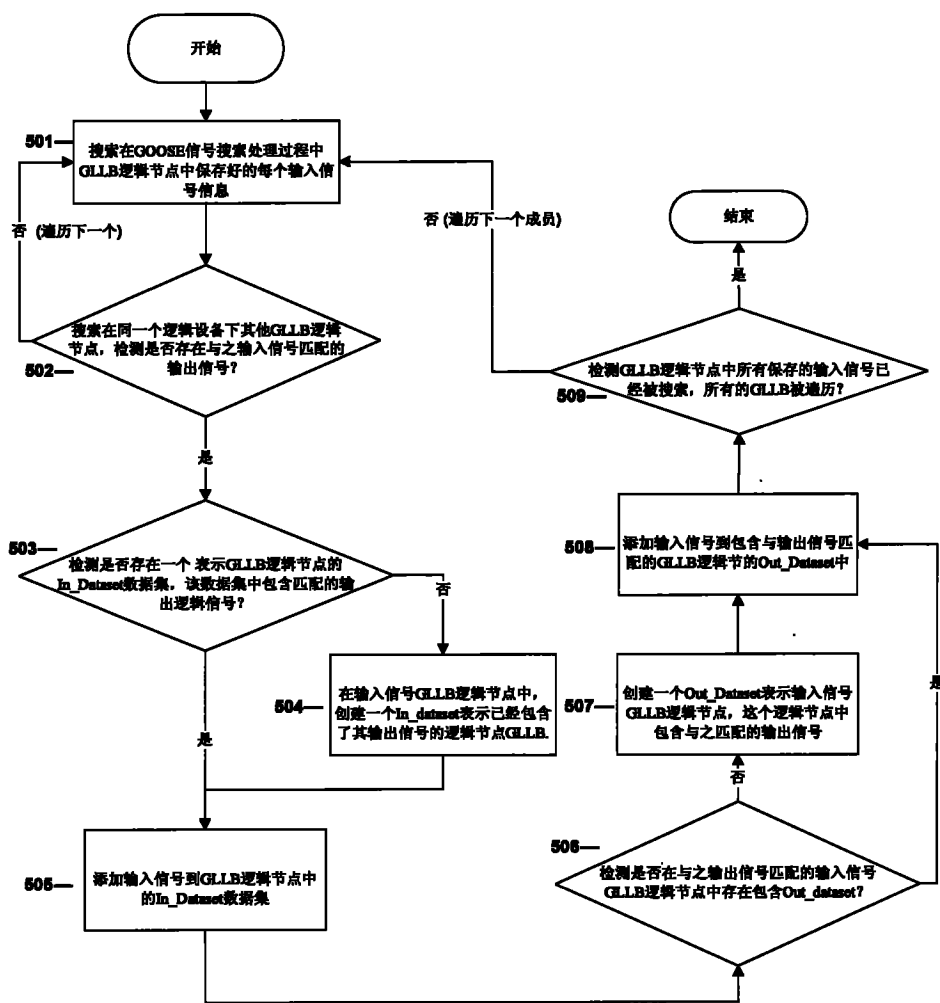 开始
501
搜索在GOOSE信号搜索处理过程中
GLLB逻辑节点中保存好的每个输入信
号信息
否 (遍历下一个)
搜索在同一个逻辑设备下其他GLLB逻辑
节点，检测是否存在与之输入信号匹配的
输出信号？
502
是
503
检测是否存在一个 表示GLLB逻辑节点的
In_Dataset数据集，该数据集中包含匹配的输
出逻辑信号？
否
504
在输入信号GLLB逻辑节点中，
创建一个In_dataset表示已经包含
了其输出信号的逻辑节点GLLB.
是
505
添加输入信号到GLLB逻辑节点中
的In_Dataset数据集
506
检测是否在与之输出信号匹配的输入信号
GLLB逻辑节点中存在包含Out_dataset？
否
是
507
创建一个Out_Dataset表示输入信号
GLLB逻辑节点，这个逻辑节点中
包含与之匹配的输出信号
508
添加输入信号到包含与输出信号匹
配的GLLB逻辑节的Out_Dataset中
509
检测GLLB逻辑节点中所有保存的输入信号已
经被搜索，所有的GLLB被遍历？
否 (遍历下一个成员)
是
结束